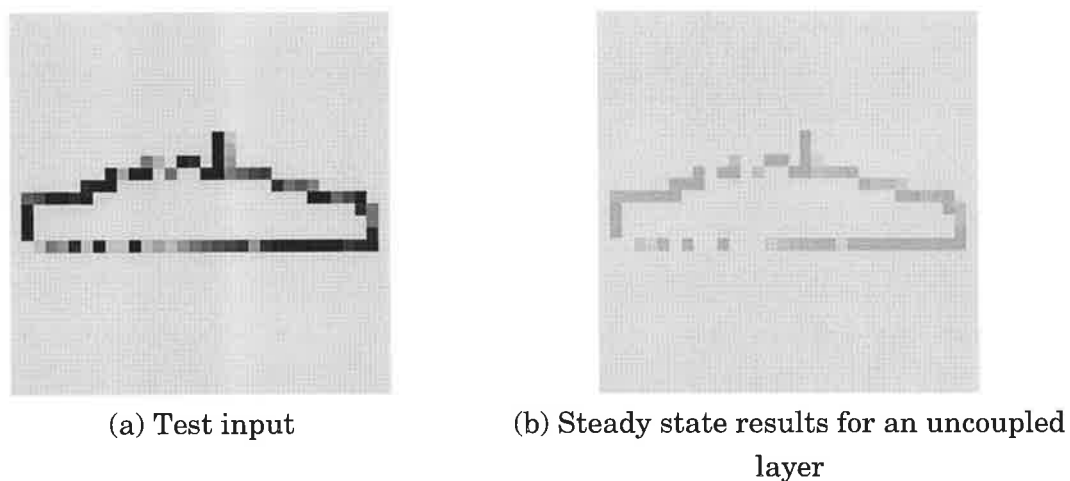 (a) Test input
(b) Steady state results for an uncoupled
layer